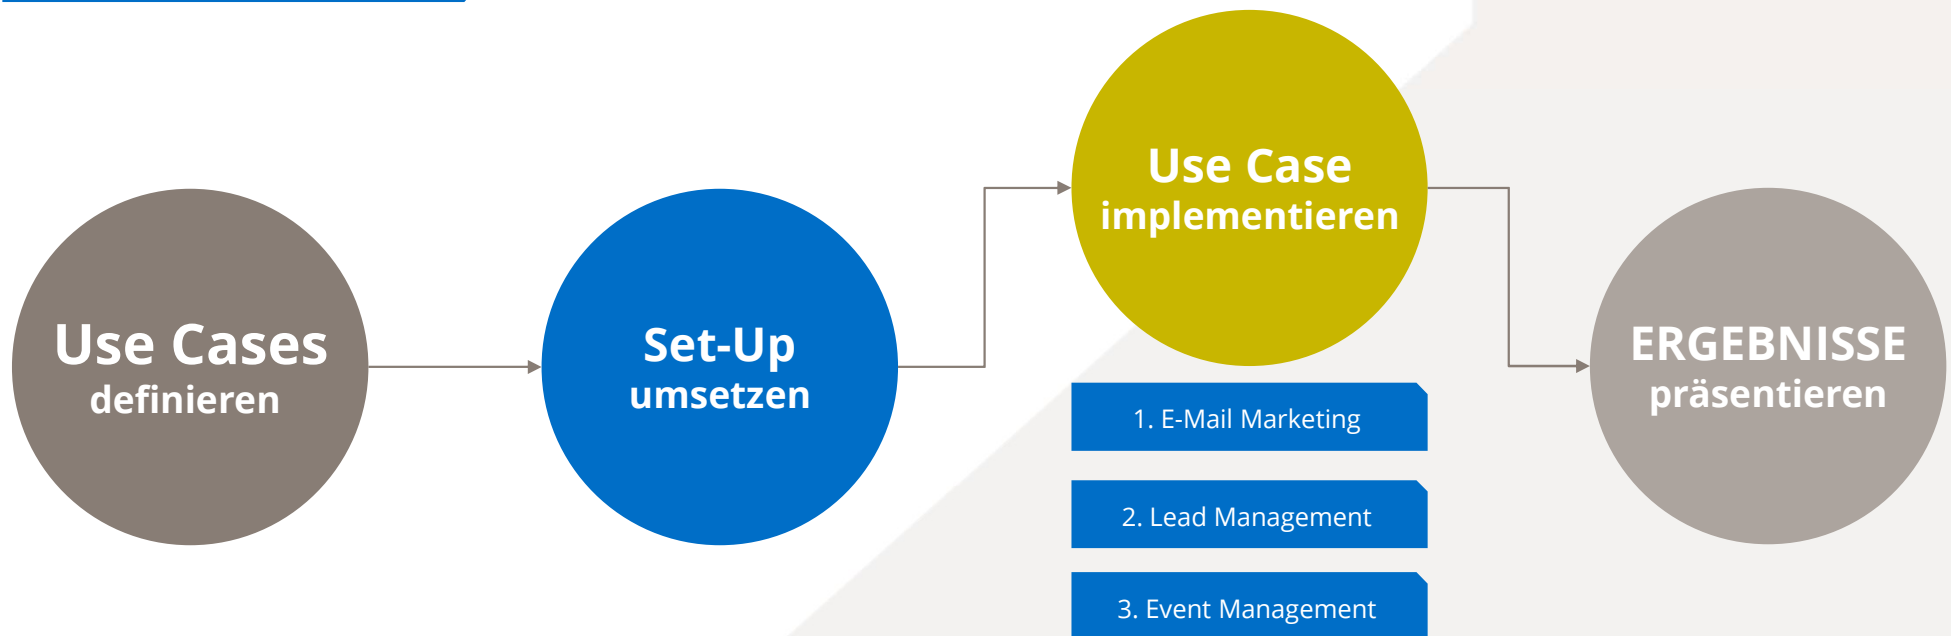 Use Cases
definieren
Set-Up
umsetzen
Use Case
implementieren
1. E-Mail Marketing
2. Lead Management
3. Event Management
ERGEBNISSE
präsentieren